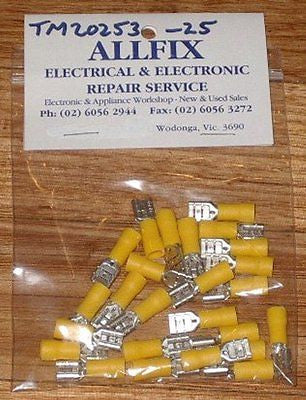 TM20253 -25
ALLFIX
ELECTRICAL & ELECTRONIC
REPAIR SERVICE
Electronic & Appliance Workshop - New & Used Sales
Ph: (02) 6056 2944 Fax: (02) 6056 3272
Wodonga, Vic. 3690